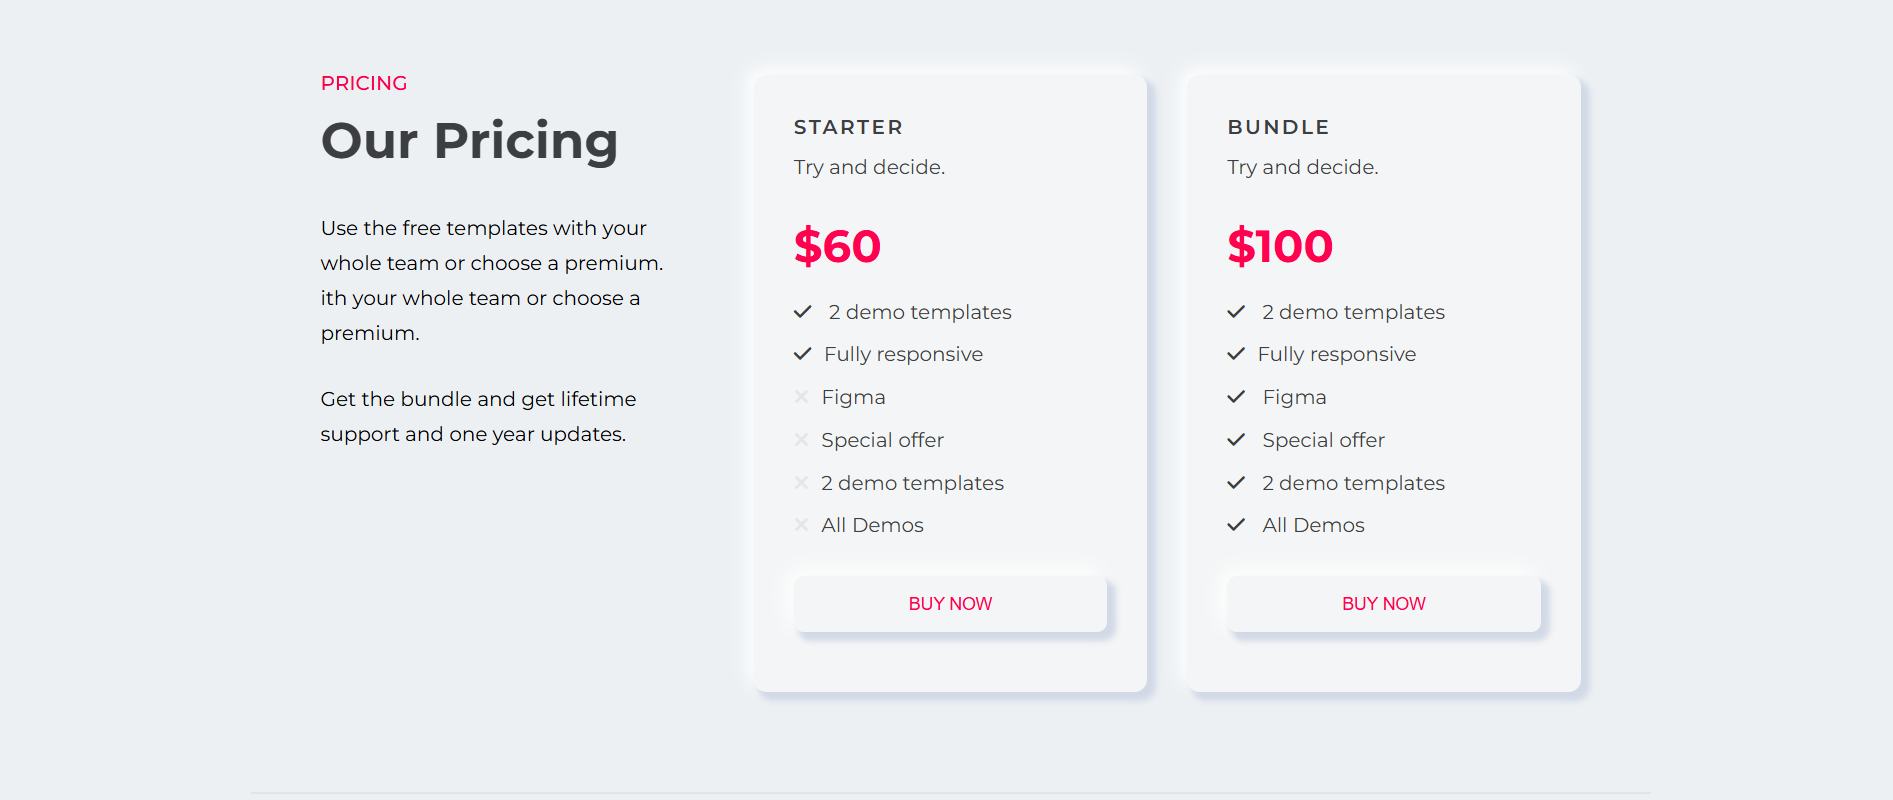 PRICING
Our Pricing
Use the free templates with your
whole team or choose a premium.
ith your whole team or choose a
premium.
Get the bundle and get lifetime
support and one year updates.
STARTER
Try and decide.
$60
2 demo templates
Fully responsive
Figma
Special offer
2 demo templates
All Demos
BUY NOW
BUNDLE
Try and decide.
$100
2 demo templates
Fully responsive
Figma
Special offer
2 demo templates
All Demos
BUY NOW